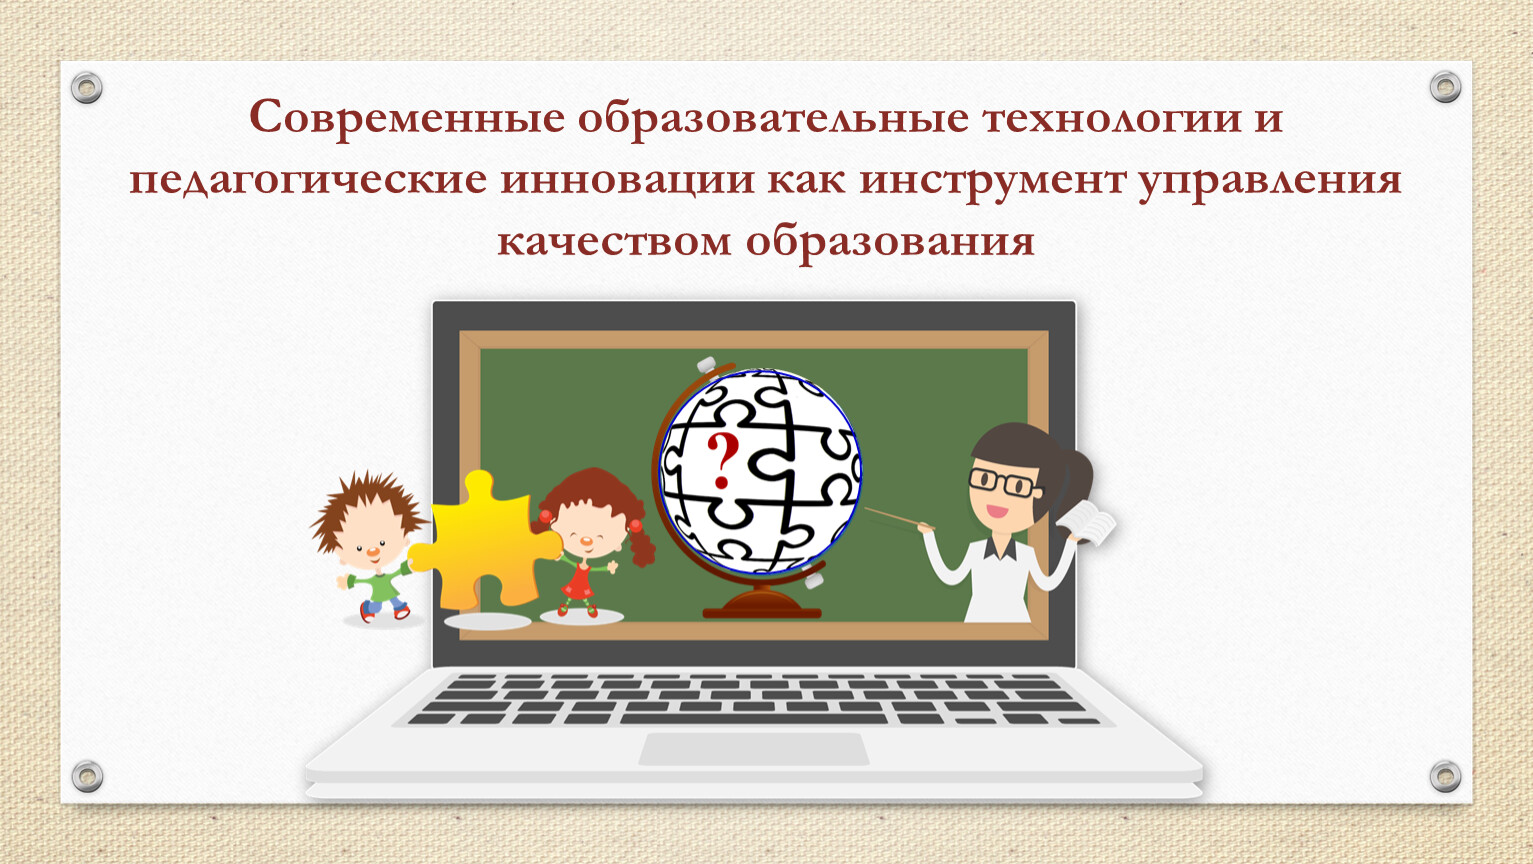 Современные образовательные технологии и
педагогические инновации как инструмент управления
качеством образования
?